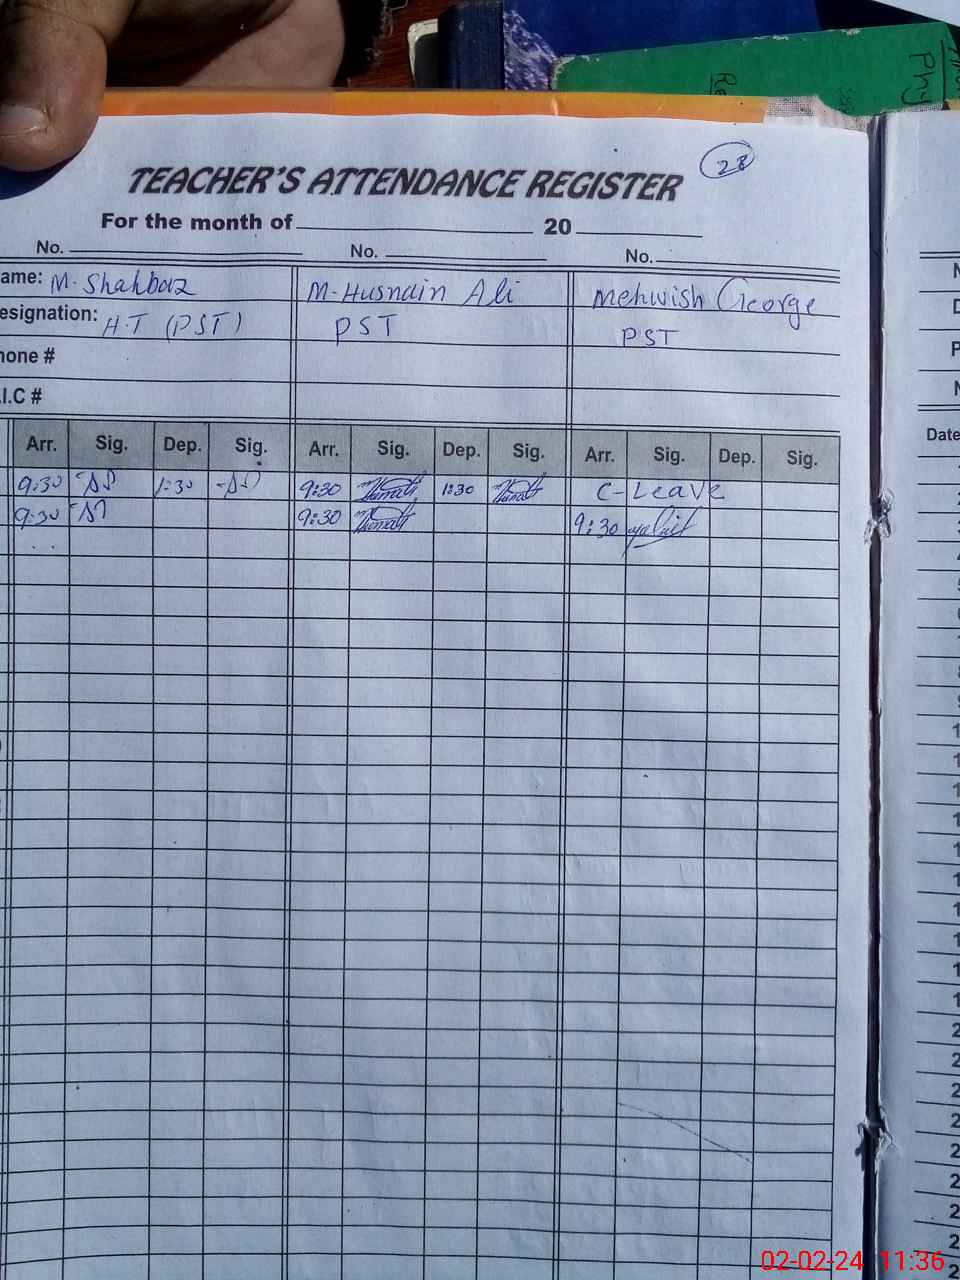 Phy
Re
28
TEACHER'S ATTENDANCE REGISTER
For the month of 20
No. No. No.
ame: M. Shahbaz M-Husnain Ali Mehwish George
esignation: H.T (PST) PST PST
hone #
.I.C #
Arr. Sig. Dep. Sig. Arr. Sig. Dep. Sig. Arr. Sig. Dep. Sig.
Date
9:30 1:30 9:30 1:30 C-Leave
9:30 9:30 9:30
02-02-24 11:36